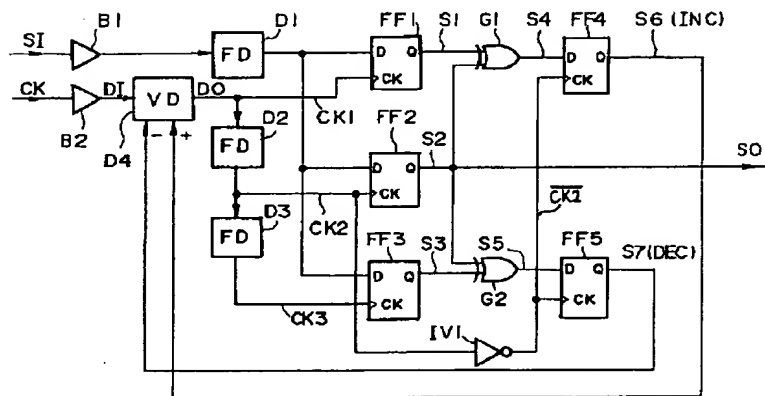 B1
D1
FF1
S1
G1
S4
FF4
S6 (INC)
SI
FD
D
Q
CK
D
Q
CK
CK
DI
VD
DO
B2
D4
-
+
D2
FD
CK1
FF2
S2
SO
D
Q
CK
D3
FD
CK2
CK2
FF3
S3
S5
FF5
S7(DEC)
D
Q
CK
G2
D
Q
CK
CK3
IV1